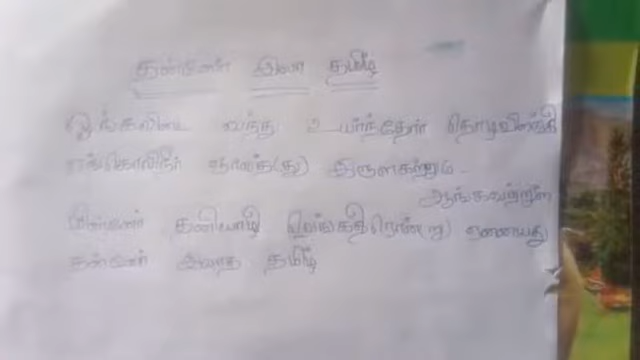 தன்னேர் இலா தமிழ்
ஓங்கலிடை வந்து உயர்ந்தோர் தொழவிளங்கி
ஏங்கொலிநீர் ஞாலத்(து) இருளகற்றும்
ஆங்கவற்றுள்
மின்னேர் தனியாழி வெங்கதிரொன்று) ஏனையது
தன்னேர் இலாத தமிழ்